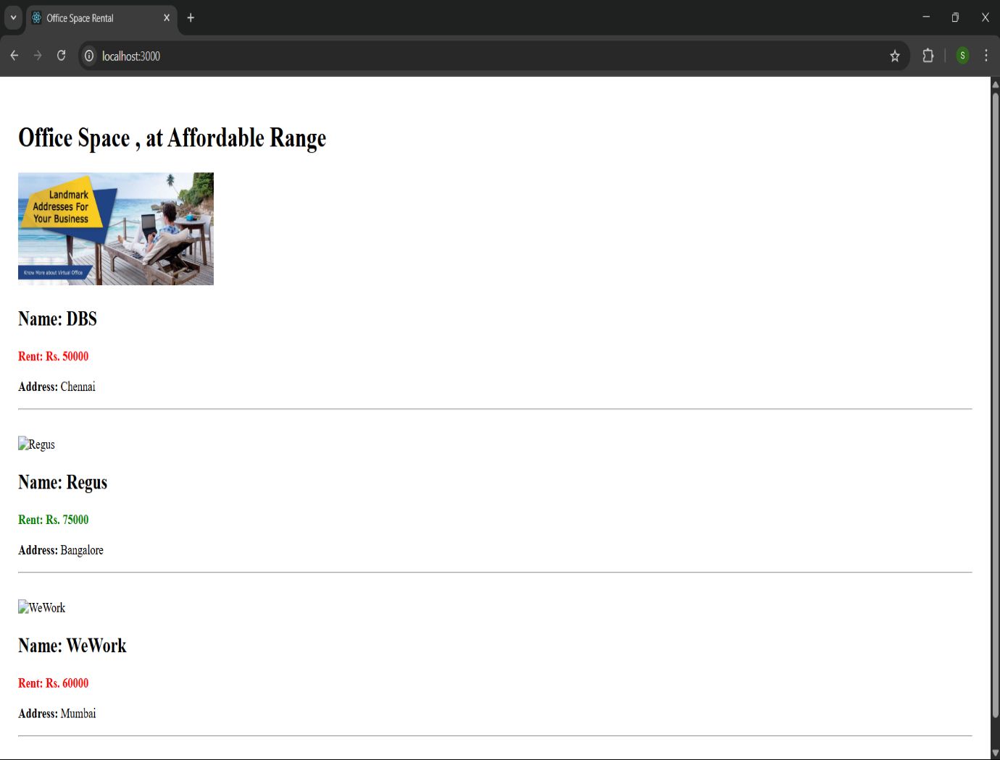 Office Space Rental
localhost:3000
S
Office Space , at Affordable Range
Landmark
Addresses For
Your Business
Know More about Virtual Office
Name: DBS
Rent: Rs. 50000
Address: Chennai
Regus
Name: Regus
Rent: Rs. 75000
Address: Bangalore
WeWork
Name: WeWork
Rent: Rs. 60000
Address: Mumbai